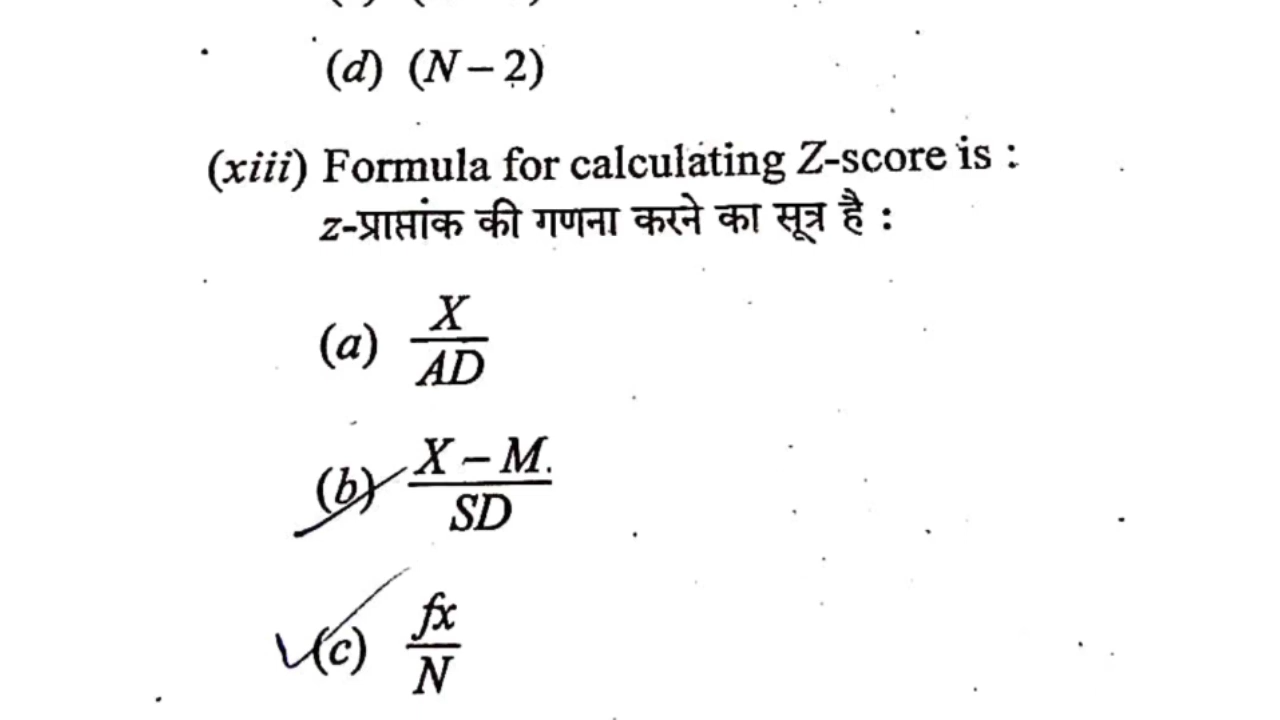 (d) (N – 2)
(xiii) Formula for calculating Z-score is :
z-प्राप्तांक की गणना करने का सूत्र है :
(a) X
AD
(b) X – M.
SD
(c) fx
N